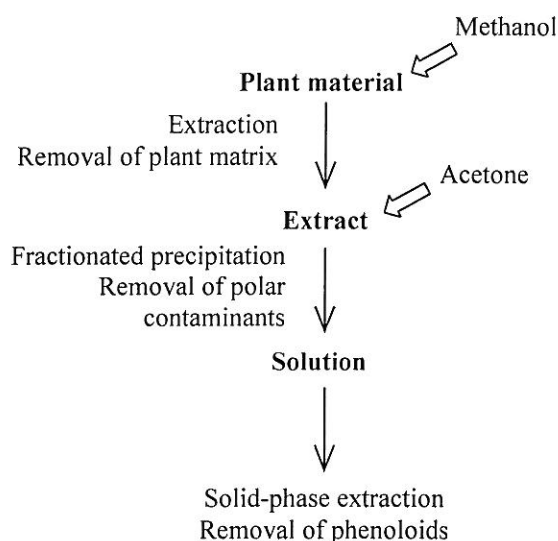 Methanol
Plant material
Extraction
Removal of plant matrix
Acetone
Extract
Fractionated precipitation
Removal of polar
contaminants
Solution
Solid-phase extraction
Removal of phenoloids